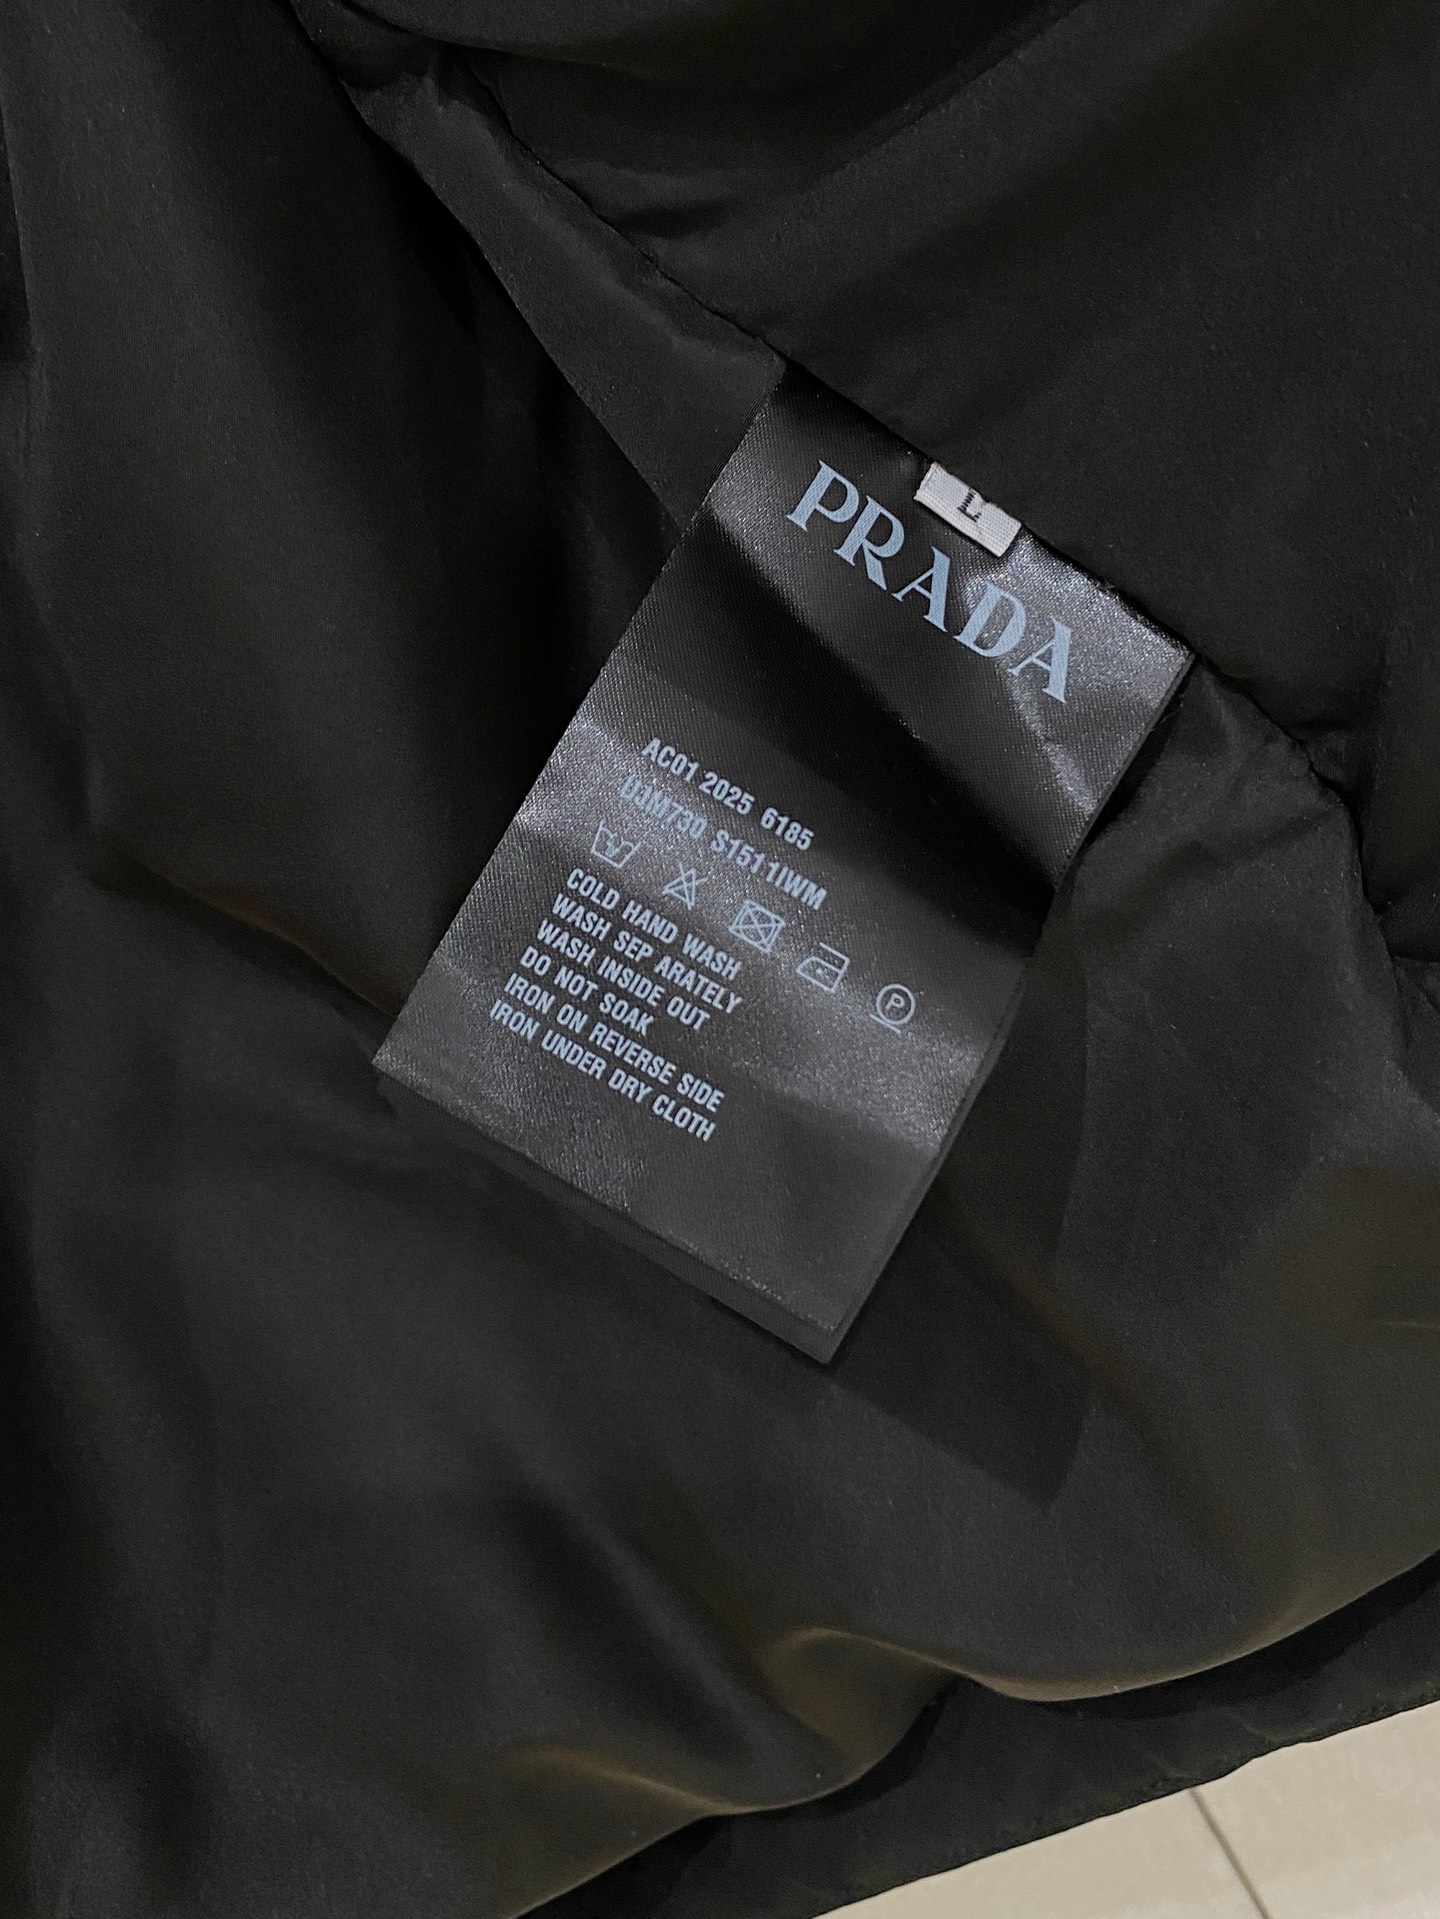 L
PRADA
AC01 2025 6185
UJM730 S1511IWM
COLD HAND WASH
WASH SEP ARATELY
WASH INSIDE OUT
DO NOT SOAK
IRON ON REVERSE SIDE
IRON UNDER DRY CLOTH
P